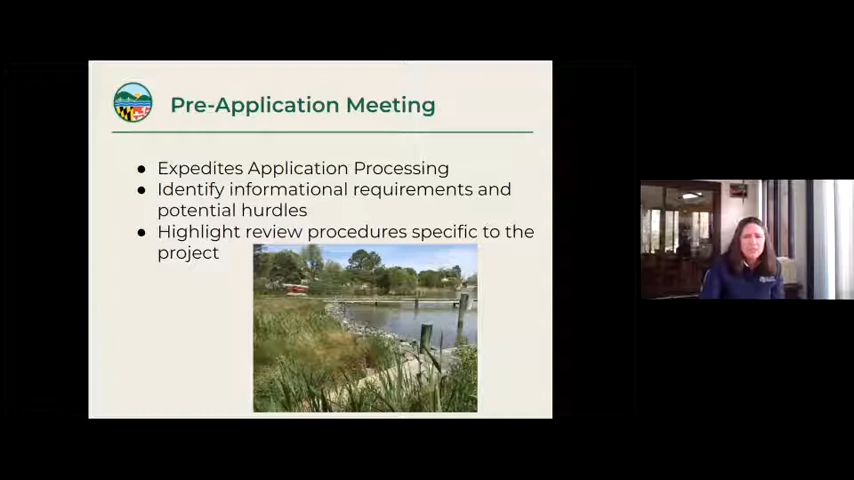 Pre-Application Meeting
● Expedites Application Processing
● Identify informational requirements and
potential hurdles
● Highlight review procedures specific to the
project